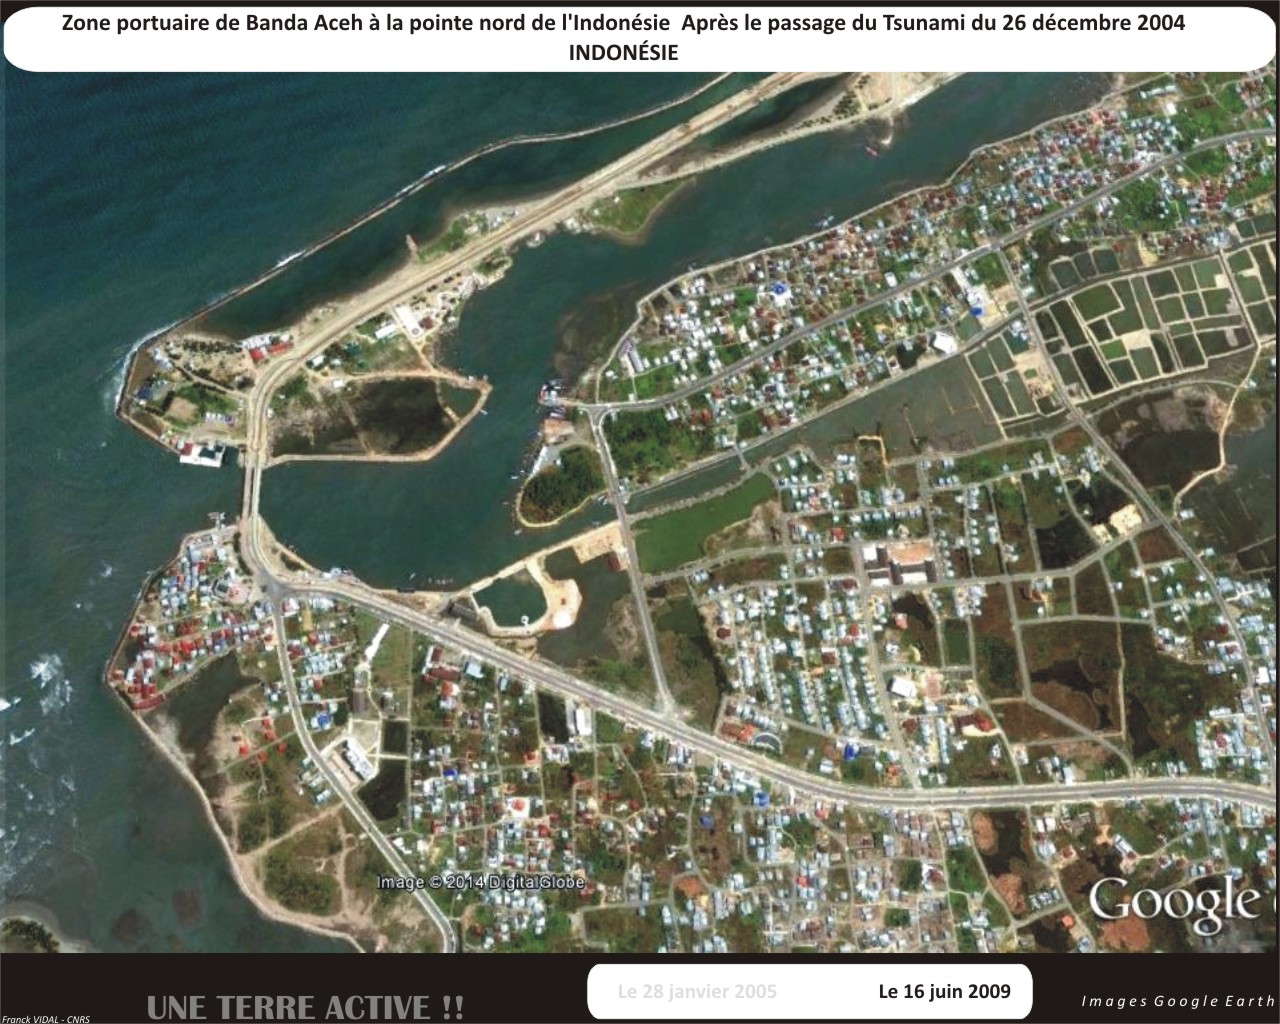 Zone portuaire de Banda Aceh à la pointe nord de l'Indonésie  Après le passage du Tsunami du 26 décembre 2004
INDONÉSIE
Image © 2014 DigitalGlobe
Google
UNE TERRE ACTIVE !!
Le 28 janvier 2005
Le 16 juin 2009
Images Google Earth
Franck VIDAL - CNRS